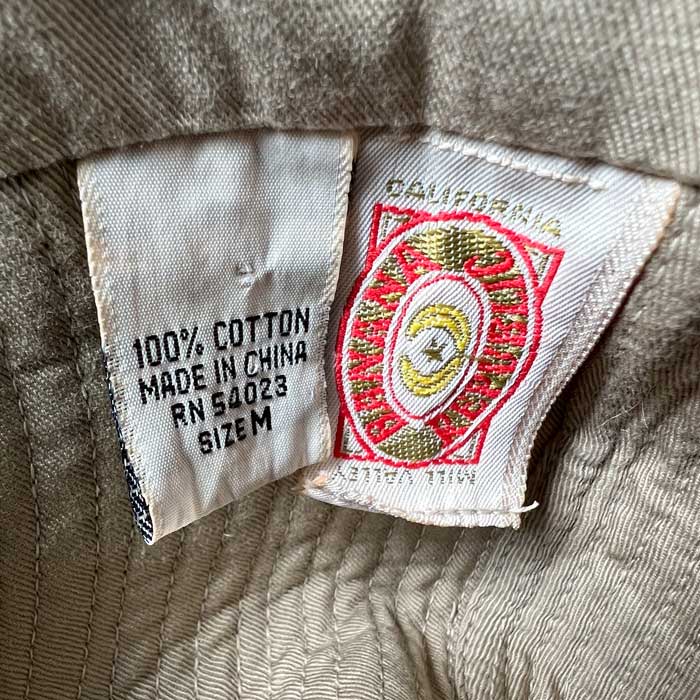 100% COTTON
MADE IN CHINA
RN 54023
SIZE M
CALIFORNIA
BANANA
REPUBLIC
MILL VALLEY